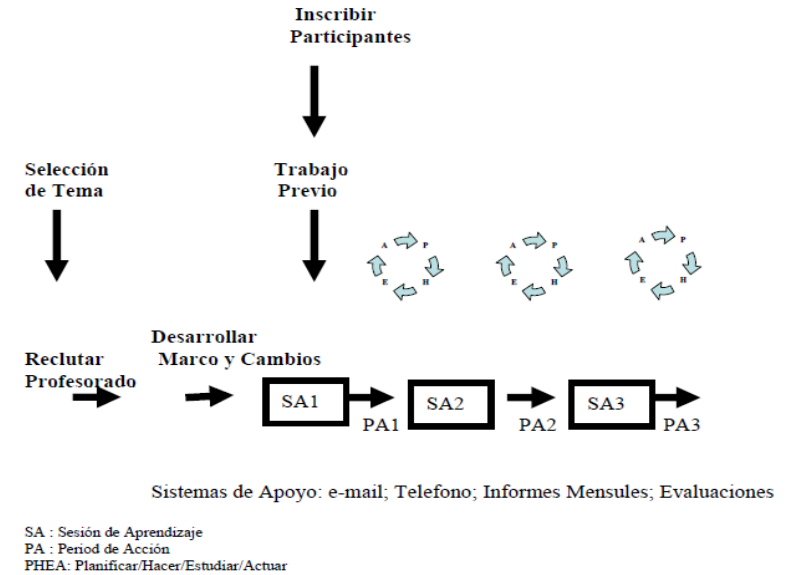 Inscribir
Participantes
Selección
de Tema
Trabajo
Previo
A P
E H
A P
E H
A P
E H
Desarrollar
Marco y Cambios
Reclutar
Profesorado
SA1
PA1
SA2
PA2
SA3
PA3
Sistemas de Apoyo: e-mail; Telefono; Informes Mensules; Evaluaciones
SA : Sesión de Aprendizaje
PA : Period de Acción
PHEA: Planificar/Hacer/Estudiar/Actuar